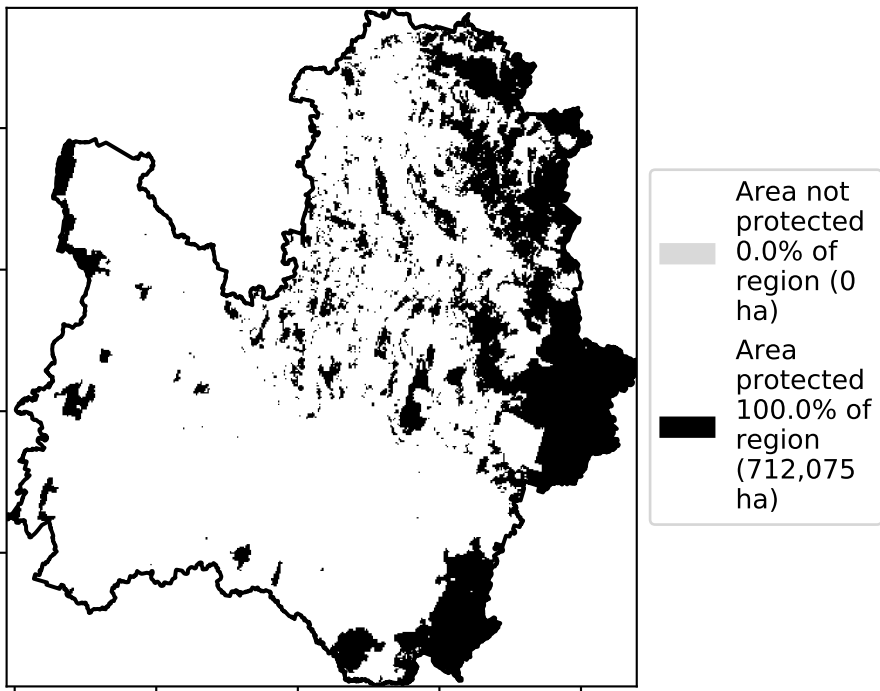 Area not
protected
0.0% of
region (0
ha)
Area
protected
100.0% of
region
(712,075
ha)